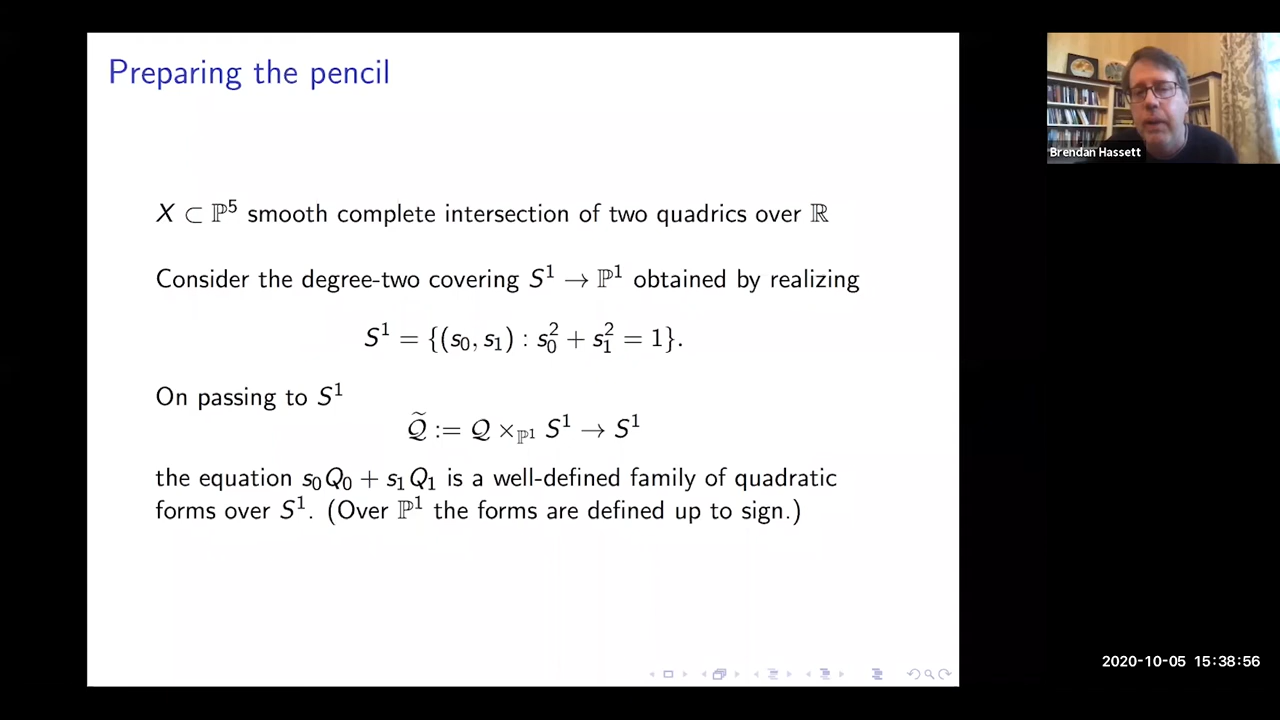 Preparing the pencil
X ⊂ ℙ⁵ smooth complete intersection of two quadrics over ℝ
Consider the degree-two covering S¹ → ℙ¹ obtained by realizing
S¹ = {(s₀, s₁) : s₀² + s₁² = 1}.
On passing to S¹
𝒬̃ := 𝒬 ×_ℙ¹ S¹ → S¹
the equation s₀Q₀ + s₁Q₁ is a well-defined family of quadratic
forms over S¹. (Over ℙ¹ the forms are defined up to sign.)
Brendan Hassett
2020-10-05 15:38:56